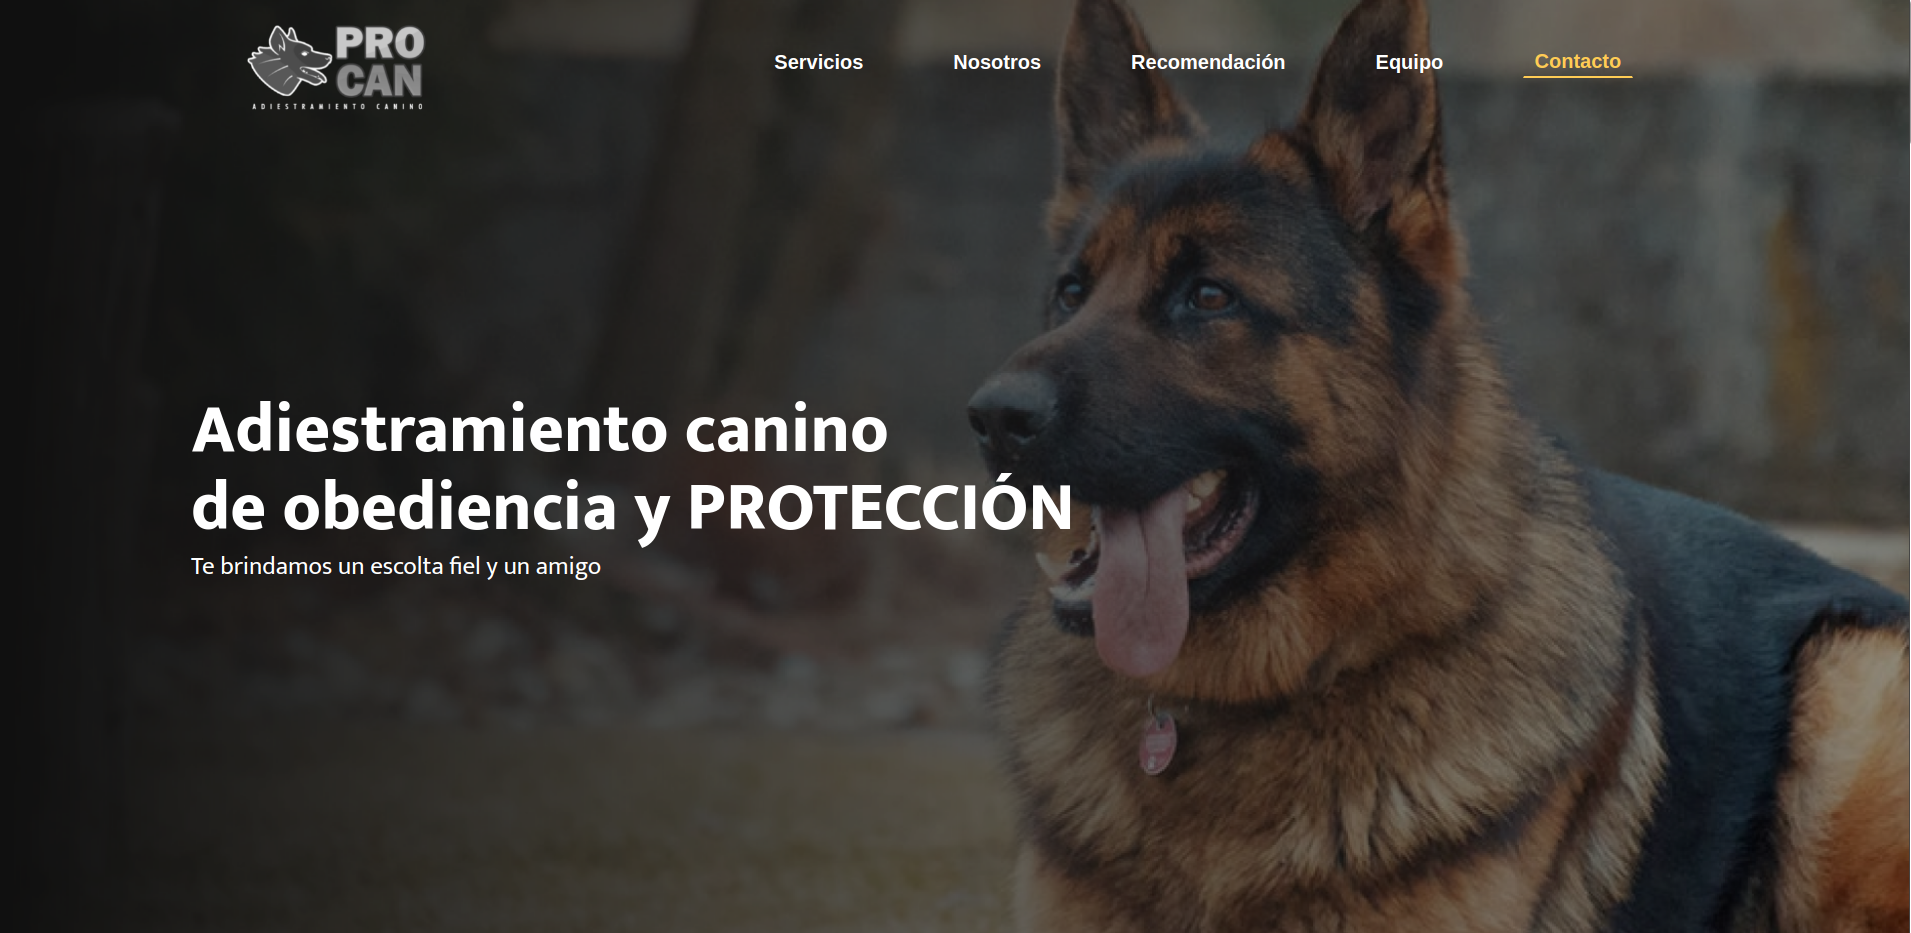 PRO
CAN
ADIESTRAMIENTO CANINO
Servicios
Nosotros
Recomendación
Equipo
Contacto
Adiestramiento canino
de obediencia y PROTECCIÓN
Te brindamos un escolta fiel y un amigo